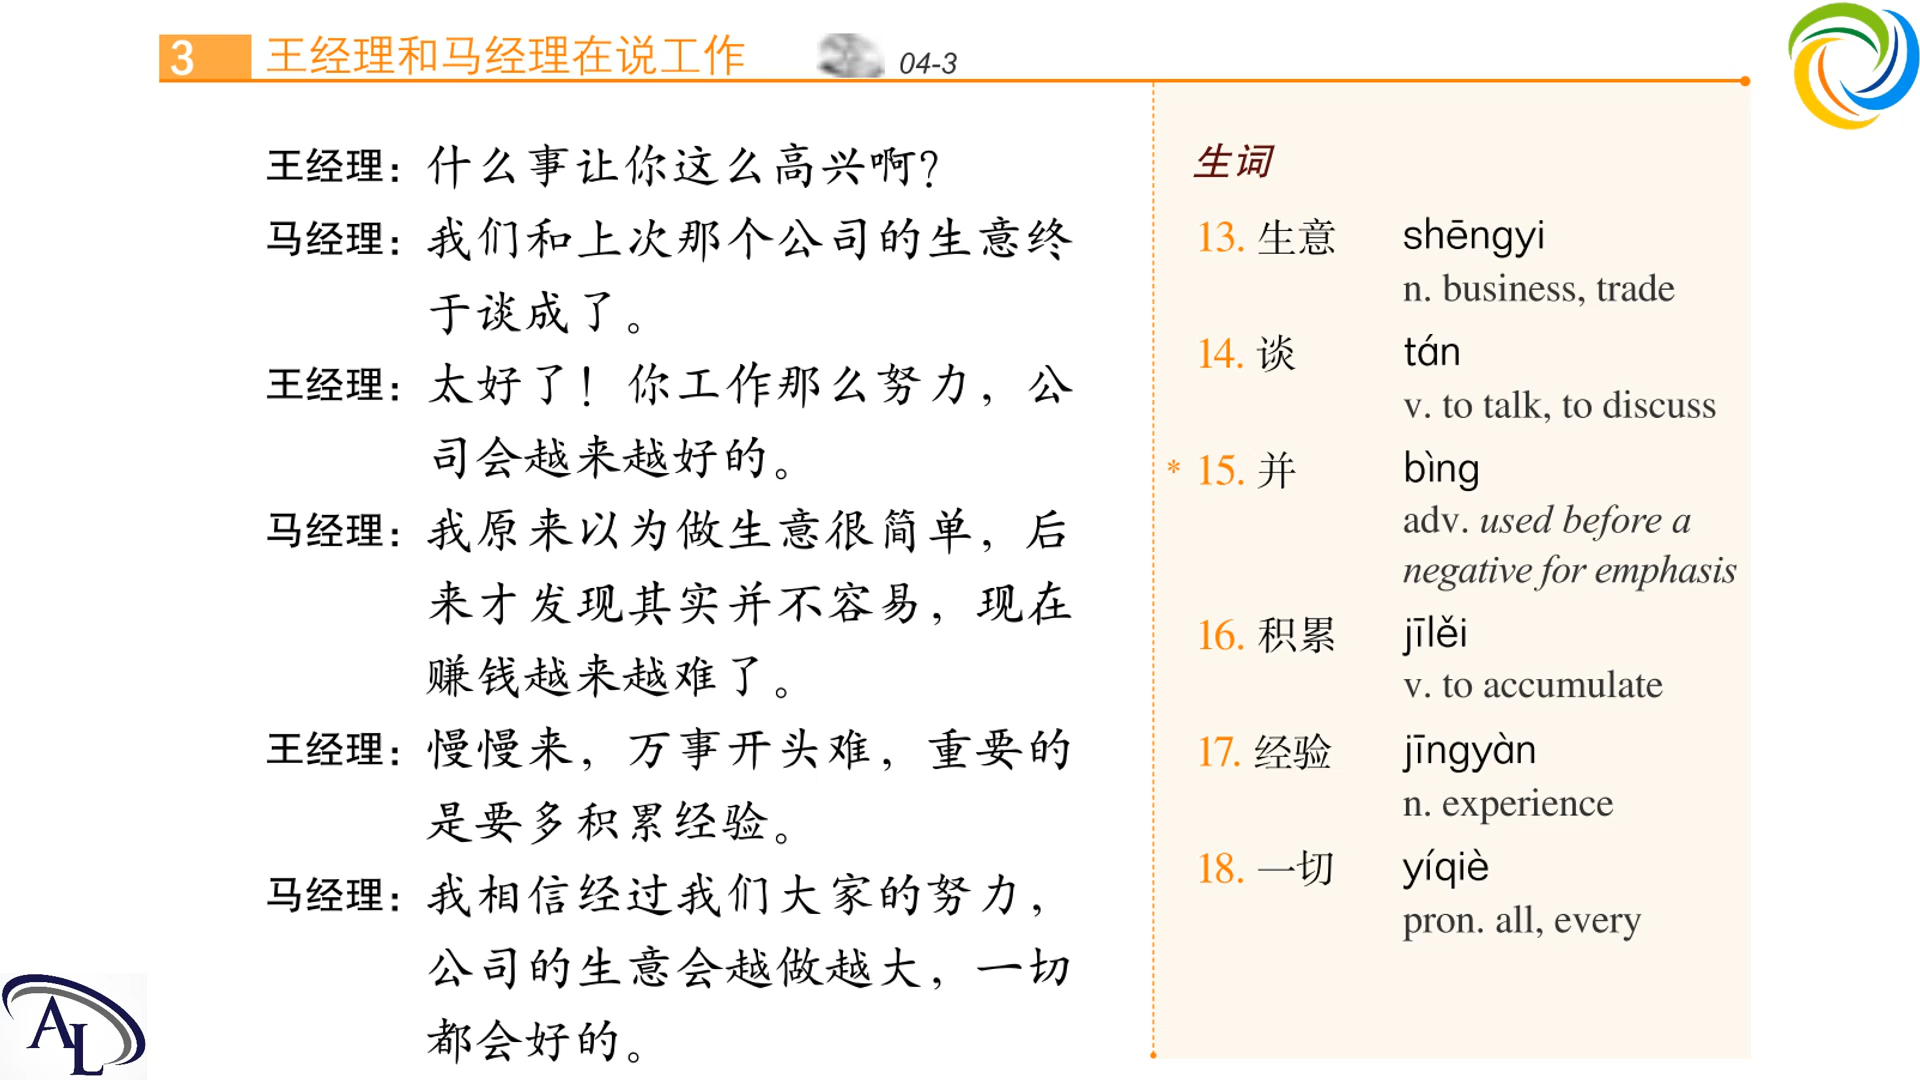 3 王经理和马经理在说工作 04-3
王经理：什么事让你这么高兴啊？
马经理：我们和上次那个公司的生意终
于谈成了。
王经理：太好了！你工作那么努力，公
司会越来越好的。
马经理：我原来以为做生意很简单，后
来才发现其实并不容易，现在
赚钱越来越难了。
王经理：慢慢来，万事开头难，重要的
是要多积累经验。
马经理：我相信经过我们大家的努力，
公司的生意会越做越大，一切
都会好的。
生词
13. 生意 shēngyi
n. business, trade
14. 谈 tán
v. to talk, to discuss
* 15. 并 bìng
adv. used before a
negative for emphasis
16. 积累 jīlěi
v. to accumulate
17. 经验 jīngyàn
n. experience
18. 一切 yíqiè
pron. all, every
AL